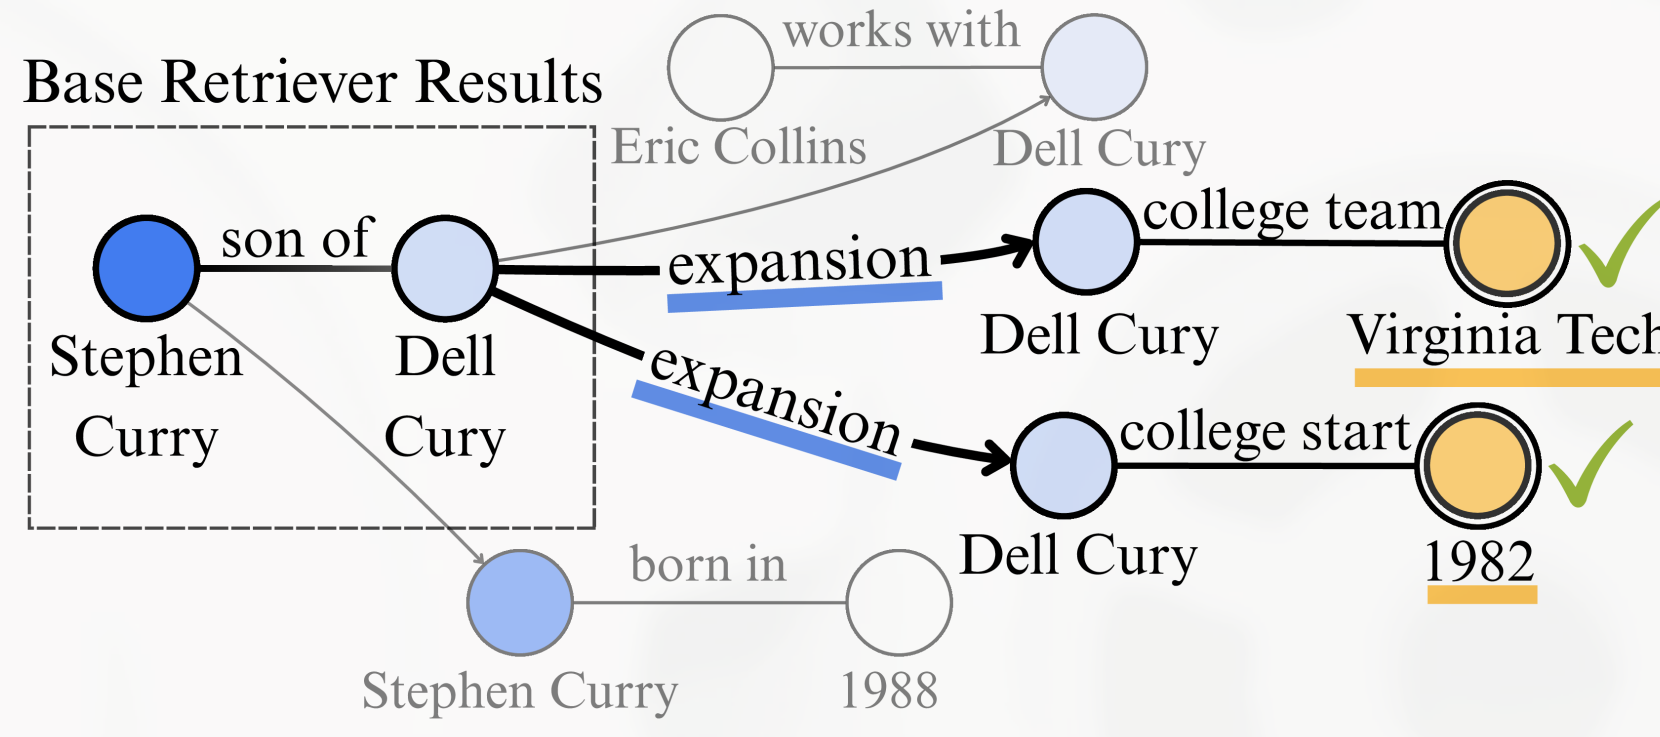 works with
Base Retriever Results
Eric Collins
Dell Cury
son of
expansion
college team
Stephen
Curry
Dell
Cury
Dell Cury
Virginia Tech
expansion
college start
Dell Cury
1982
born in
Stephen Curry
1988